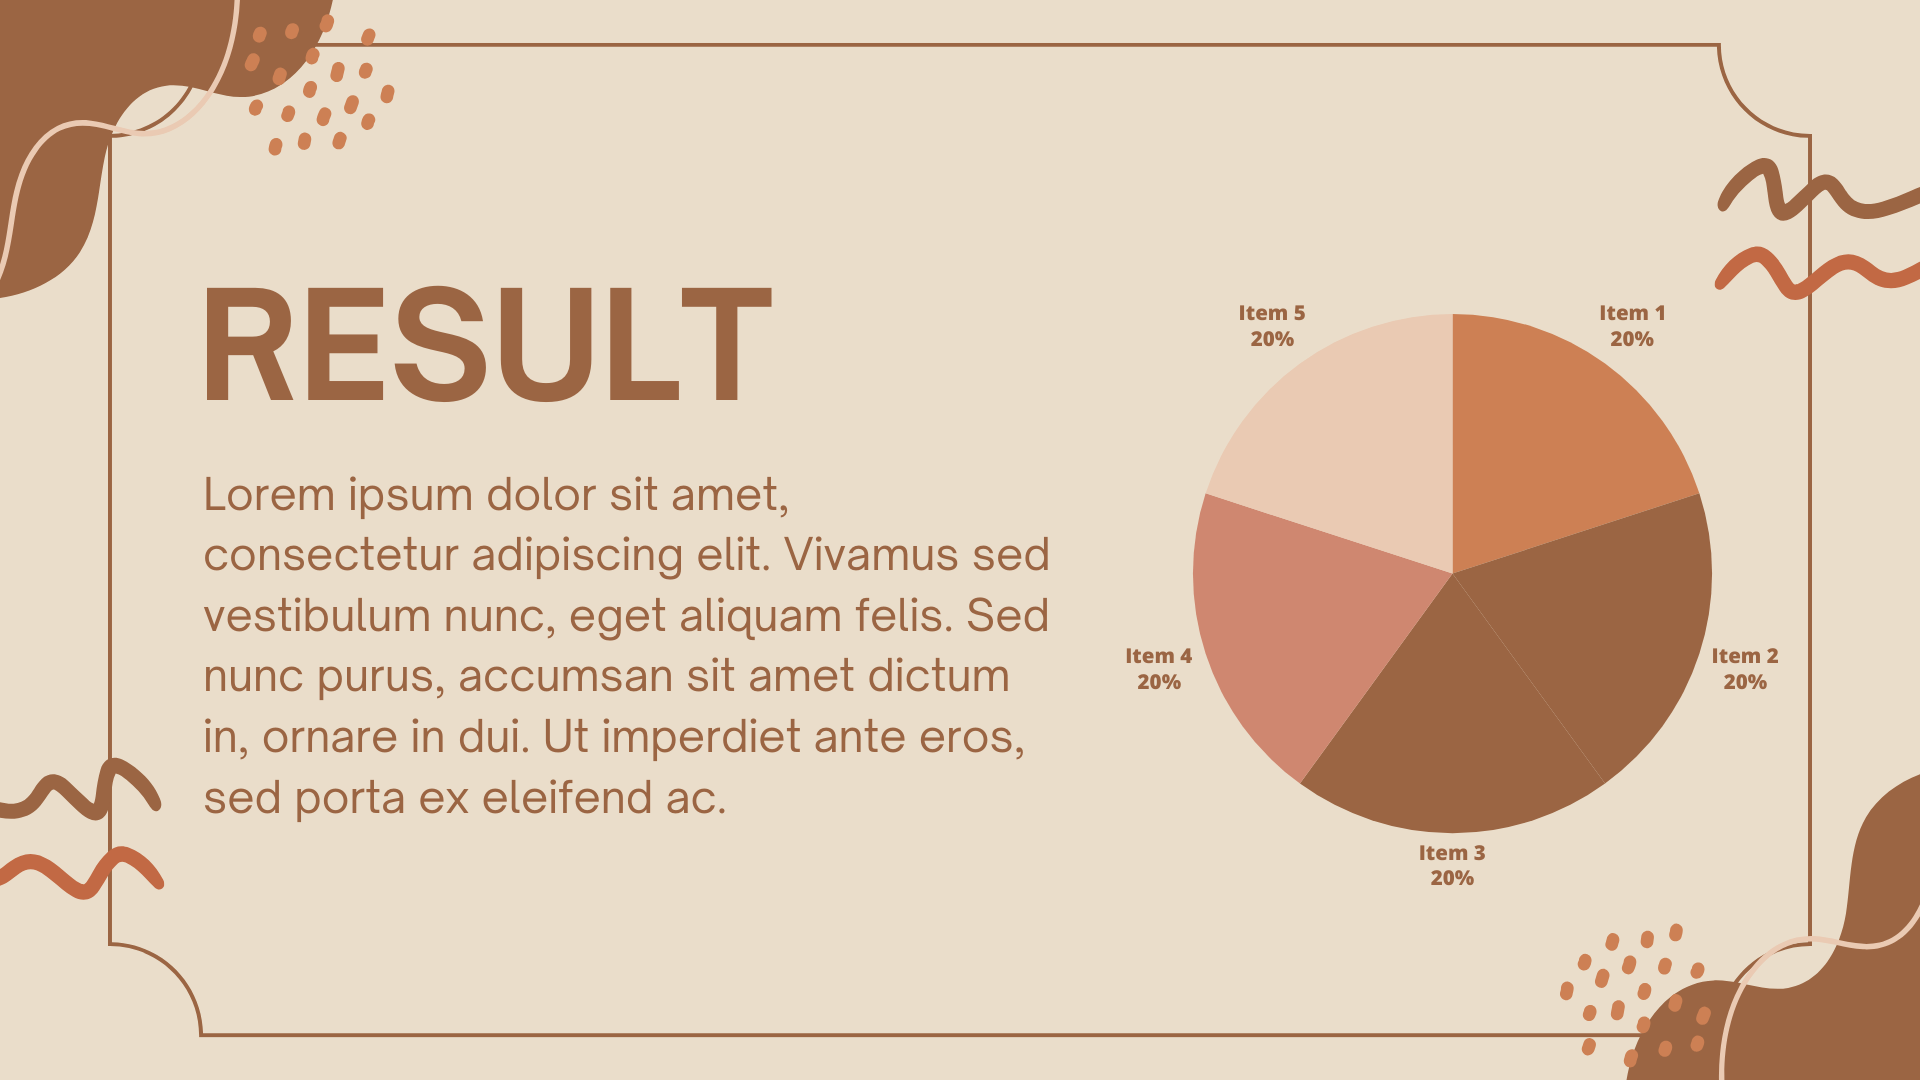 RESULT
Lorem ipsum dolor sit amet,
consectetur adipiscing elit. Vivamus sed
vestibulum nunc, eget aliquam felis. Sed
nunc purus, accumsan sit amet dictum
in, ornare in dui. Ut imperdiet ante eros,
sed porta ex eleifend ac.
Item 5
20%
Item 1
20%
Item 4
20%
Item 2
20%
Item 3
20%